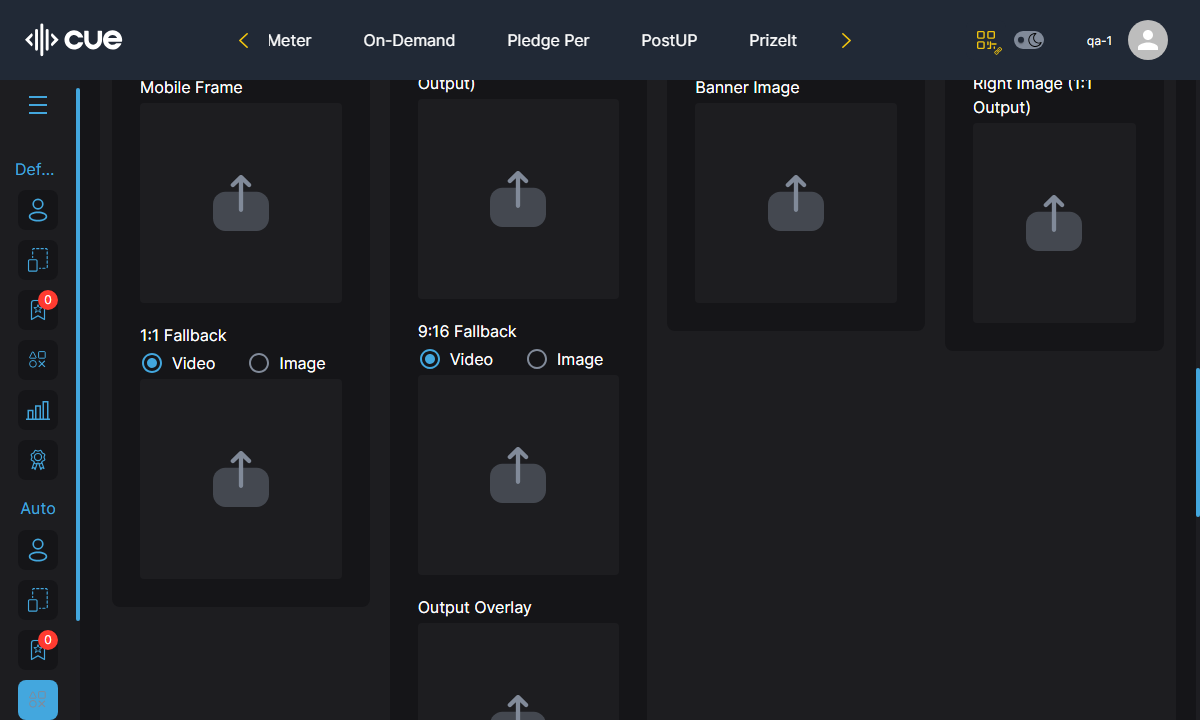 cue
Meter
On-Demand
Pledge Per
PostUP
PrizeIt
qa-1
Def...
0
Auto
0
Mobile Frame
1:1 Fallback
Video
Image
Output)
9:16 Fallback
Video
Image
Output Overlay
Banner Image
Right Image (1:1
Output)